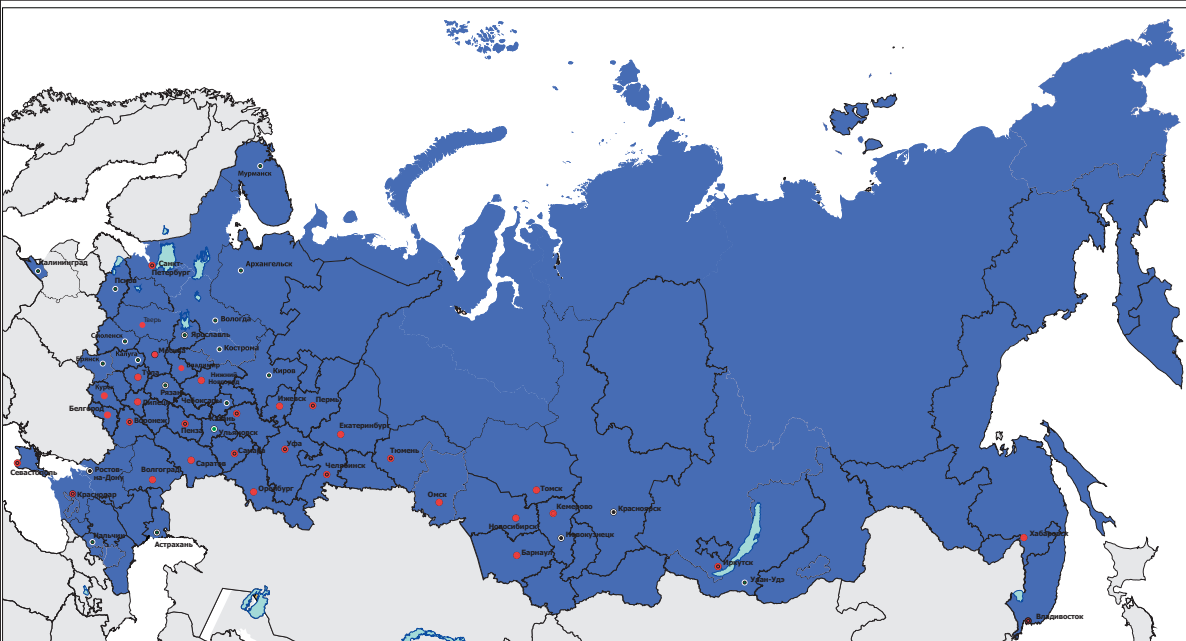 Мурманск
Калининград
Санкт-
Петербург
Архангельск
Псков
Тверь
Вологда
Смоленск
Ярославль
Калуга
Москва
Кострома
Брянск
Владимир
Тула
Нижний
Новгород
Киров
Курск
Рязань
Чебоксары
Ижевск
Пермь
Белгород
Липецк
Казань
Воронеж
Пенза
Ульяновск
Екатеринбург
Уфа
Самара
Тюмень
Саратов
Челябинск
Севастополь
Ростов-
на-Дону
Волгоград
Оренбург
Краснодар
Омск
Томск
Кемерово
Красноярск
Новосибирск
Новокузнецк
Нальчик
Астрахань
Барнаул
Иркутск
Улан-Удэ
Хабаровск
Владивосток